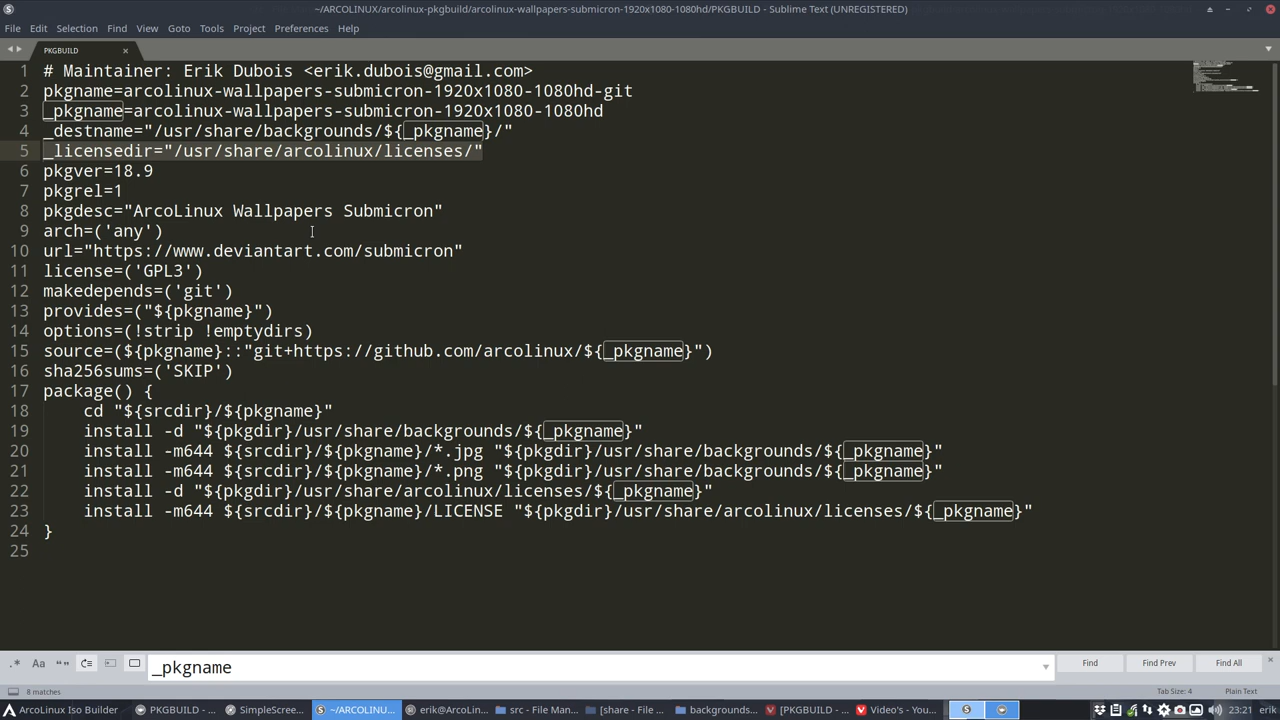 ~/ARCOLINUX/arcolinux-pkgbuild/arcolinux-wallpapers-submicron-1920x1080-1080hd/PKGBUILD - Sublime Text (UNREGISTERED)
File Edit Selection Find View Goto Tools Project Preferences Help
PKGBUILD ×
1 # Maintainer: Erik Dubois <erik.dubois@gmail.com>
2 pkgname=arcolinux-wallpapers-submicron-1920x1080-1080hd-git
3 _pkgname=arcolinux-wallpapers-submicron-1920x1080-1080hd
4 _destname="/usr/share/backgrounds/${_pkgname}/"
5 _licensedir="/usr/share/arcolinux/licenses/"
6 pkgver=18.9
7 pkgrel=1
8 pkgdesc="ArcoLinux Wallpapers Submicron"
9 arch=('any')
10 url="https://www.deviantart.com/submicron"
11 license=('GPL3')
12 makedepends=('git')
13 provides=("${pkgname}")
14 options=(!strip !emptydirs)
15 source=(${pkgname}::"git+https://github.com/arcolinux/${_pkgname}")
16 sha256sums=('SKIP')
17 package() {
18     cd "${srcdir}/${pkgname}"
19     install -d "${pkgdir}/usr/share/backgrounds/${_pkgname}"
20     install -m644 ${srcdir}/${pkgname}/*.jpg "${pkgdir}/usr/share/backgrounds/${_pkgname}"
21     install -m644 ${srcdir}/${pkgname}/*.png "${pkgdir}/usr/share/backgrounds/${_pkgname}"
22     install -d "${pkgdir}/usr/share/arcolinux/licenses/${_pkgname}"
23     install -m644 ${srcdir}/${pkgname}/LICENSE "${pkgdir}/usr/share/arcolinux/licenses/${_pkgname}"
24 }
25
.* Aa “” _pkgname Find Find Prev Find All
8 matches Tab Size: 4 Plain Text
ArcoLinux Iso Builder PKGBUILD - ... SimpleScreen... ~/ARCOLINU... erik@ArcoLin... src - File Man... [share - File ... backgrounds... [PKGBUILD - ... Video's - You... 23:21